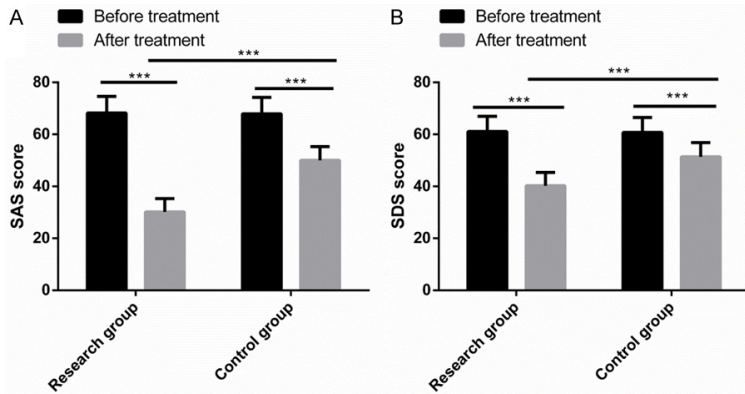 A
Before treatment
After treatment
***
***
***
80
60
40
20
0
SAS score
Research group
Control group
B
Before treatment
After treatment
***
***
***
80
60
40
20
0
SDS score
Research group
Control group